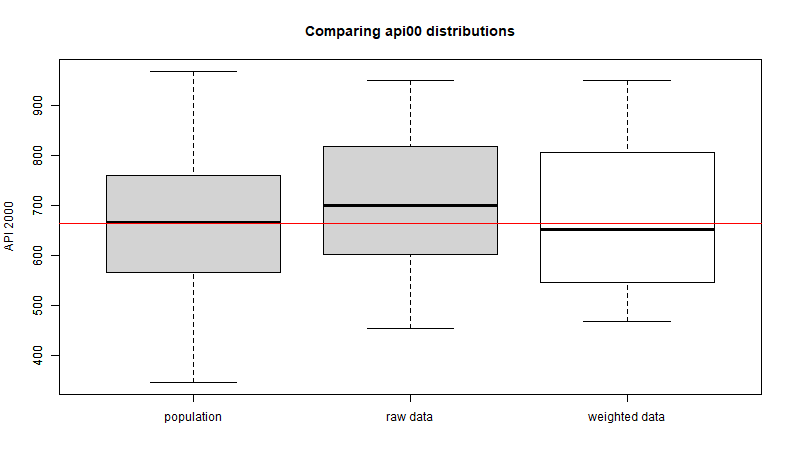 Comparing api00 distributions
API 2000
900
800
700
600
500
400
population
raw data
weighted data